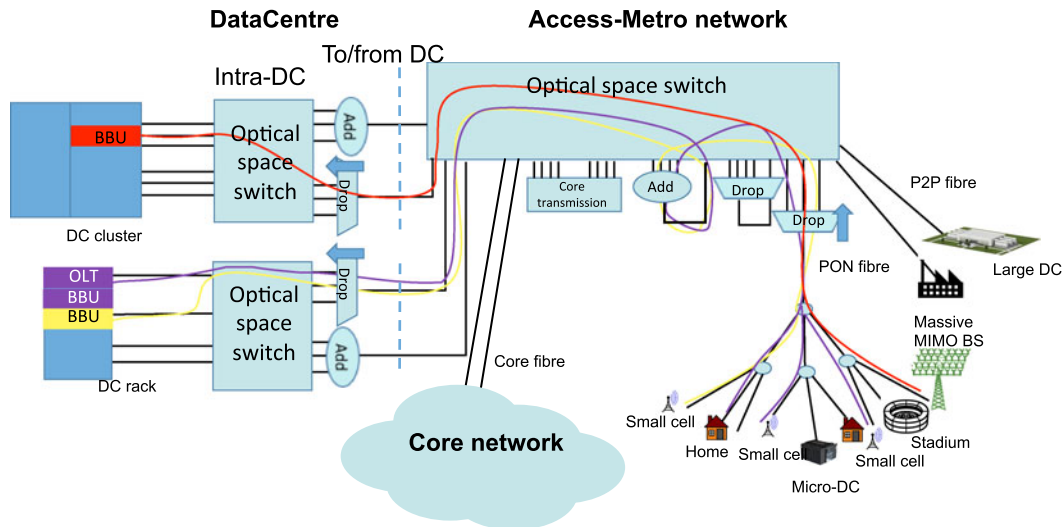 DataCentre
Access-Metro network
To/from DC
Intra-DC
Optical space switch
BBU
Optical
space
switch
Add
Drop
DC cluster
Core
transmission
Add
Drop
Drop
P2P fibre
PON fibre
Large DC
OLT
BBU
BBU
Optical
space
switch
Drop
Add
DC rack
Core fibre
Core network
Massive
MIMO BS
Small cell
Home
Small cell
Micro-DC
Small cell
Stadium